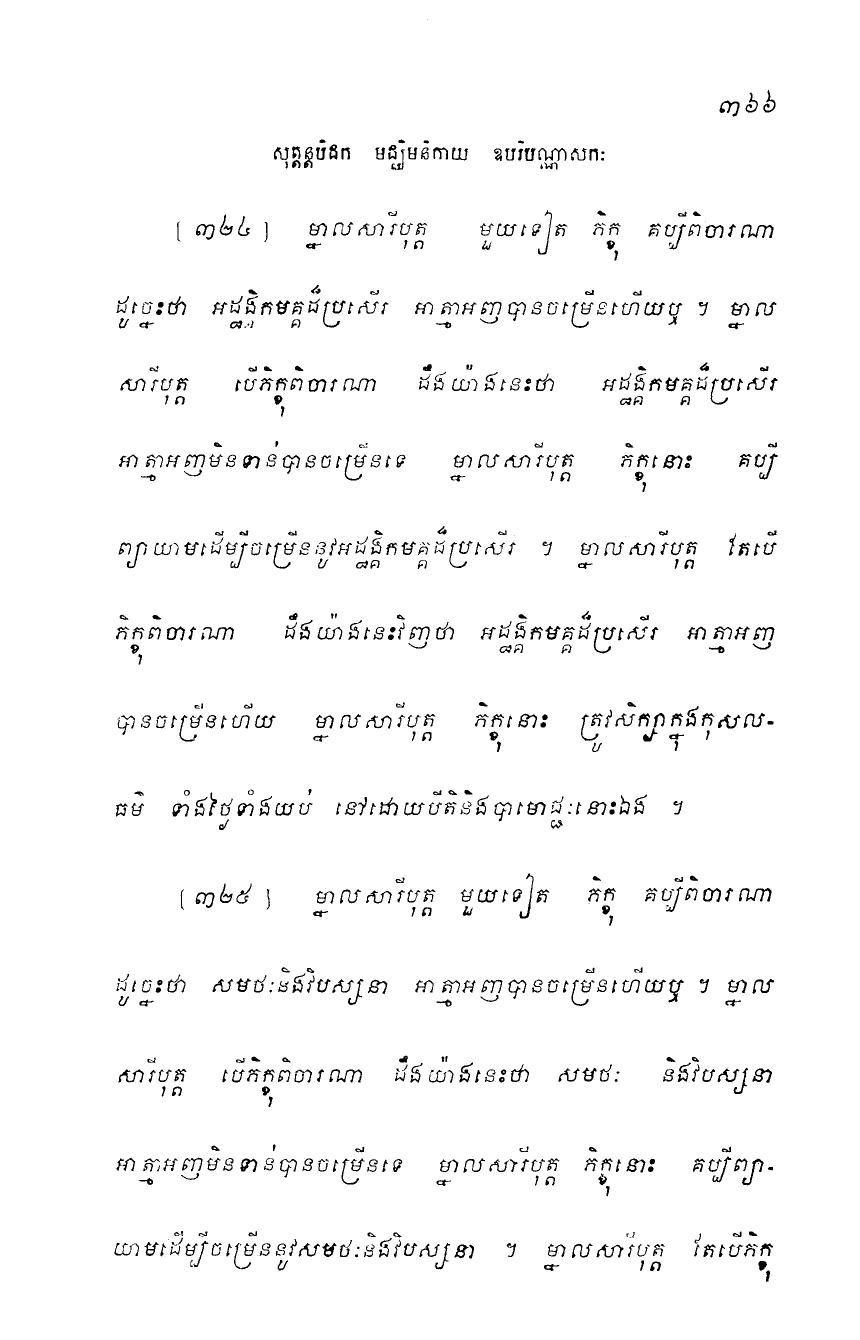 ៣៦៦
សុត្តន្តបិដក មជ្ឈិមនិកាយ ឧបរិបណ្ណាសកៈ
[៣២៤] ម្នាលសារីបុត្ត មួយទៀត ភិក្ខុ គប្បីពិចារណា
ដូច្នេះថា អដ្ឋង្គិកមគ្គដ៏ប្រសើរ អាត្មាអញបានចម្រើនហើយឬ ។ ម្នាល
សារីបុត្ត បើភិក្ខុពិចារណា ដឹងយ៉ាងនេះថា អដ្ឋង្គិកមគ្គដ៏ប្រសើរ
អាត្មាអញមិនទាន់បានចម្រើនទេ ម្នាលសារីបុត្ត ភិក្ខុនោះ គប្បី
ព្យាយាមដើម្បីចម្រើននូវអដ្ឋង្គិកមគ្គដ៏ប្រសើរ ។ ម្នាលសារីបុត្ត តែបើ
ភិក្ខុពិចារណា ដឹងយ៉ាងនេះវិញថា អដ្ឋង្គិកមគ្គដ៏ប្រសើរ អាត្មាអញ
បានចម្រើនហើយ ម្នាលសារីបុត្ត ភិក្ខុនោះ ត្រូវសិក្សាក្នុងកុសល-
ធម៌ ទាំងថ្ងៃទាំងយប់ នៅដោយបីតិនិងបាមោជ្ជៈនោះឯង ។
[៣២៥] ម្នាលសារីបុត្ត មួយទៀត ភិក្ខុ គប្បីពិចារណា
ដូច្នេះថា សមថៈនិងវិបស្សនា អាត្មាអញបានចម្រើនហើយឬ ។ ម្នាល
សារីបុត្ត បើភិក្ខុពិចារណា ដឹងយ៉ាងនេះថា សមថៈ និងវិបស្សនា
អាត្មាអញមិនទាន់បានចម្រើនទេ ម្នាលសារីបុត្ត ភិក្ខុនោះ គប្បីព្យា-
យាមដើម្បីចម្រើននូវសមថៈនិងវិបស្សនា ។ ម្នាលសារីបុត្ត តែបើភិក្ខុ